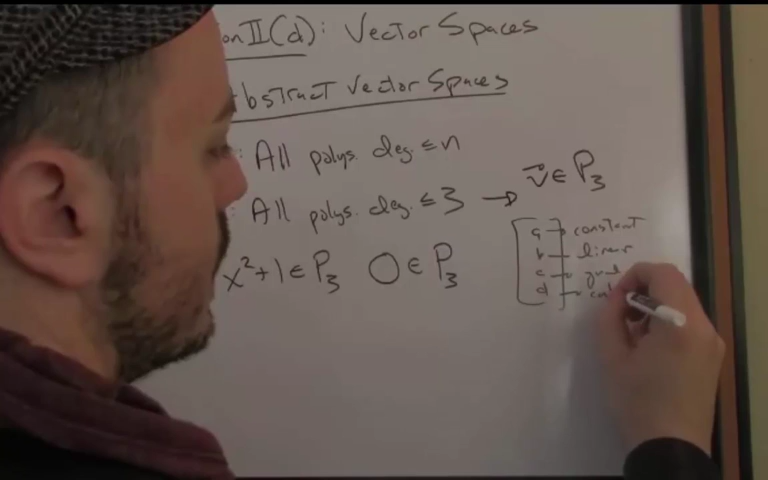 on II(d): Vector Spaces
bstract Vector Spaces
: All polys. deg. ≤ n
: All polys. deg. ≤ 3 → v⃗ ∈ P₃
x²+1 ∈ P₃ 0 ∈ P₃
a → constant
b → linear
c → quad
d →